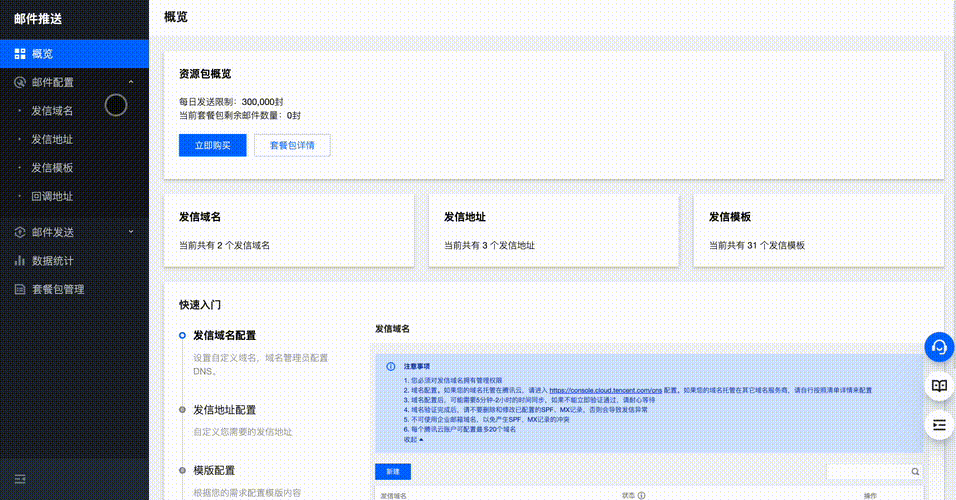 邮件推送
概览
邮件配置
发信域名
发信地址
发信模板
回调地址
邮件发送
数据统计
套餐包管理
概览
资源包概览
每日发送限制：300,000封
当前套餐包剩余邮件数量：0封
立即购买
套餐包详情
发信域名
当前共有 2 个发信域名
发信地址
当前共有 3 个发信地址
发信模板
当前共有 31 个发信模板
快速入门
发信域名配置
设置自定义域名，域名管理员配置
DNS。
发信地址配置
自定义您需要的发信地址
模版配置
根据您的需求配置模版内容
发信域名
注意事项
1. 您必须对发信域名拥有管理权限
2. 域名配置。如果您的域名托管在腾讯云，请进入 https://console.cloud.tencent.com/cns 配置。如果您的域名托管在其它域名服务商，请自行按照清单详情来配置
3. 域名配置后，可能需要5分钟-2小时的时间同步，如果不能立即验证通过，请耐心等待
4. 域名验证完成后，请不要删除和修改已配置的SPF、MX记录，否则会导致发信异常
5. 不可使用企业邮箱域名，以免产生SPF、MX记录的冲突
6. 每个腾讯云账户可配置最多20个域名
收起
新建
发信域名
状态
操作